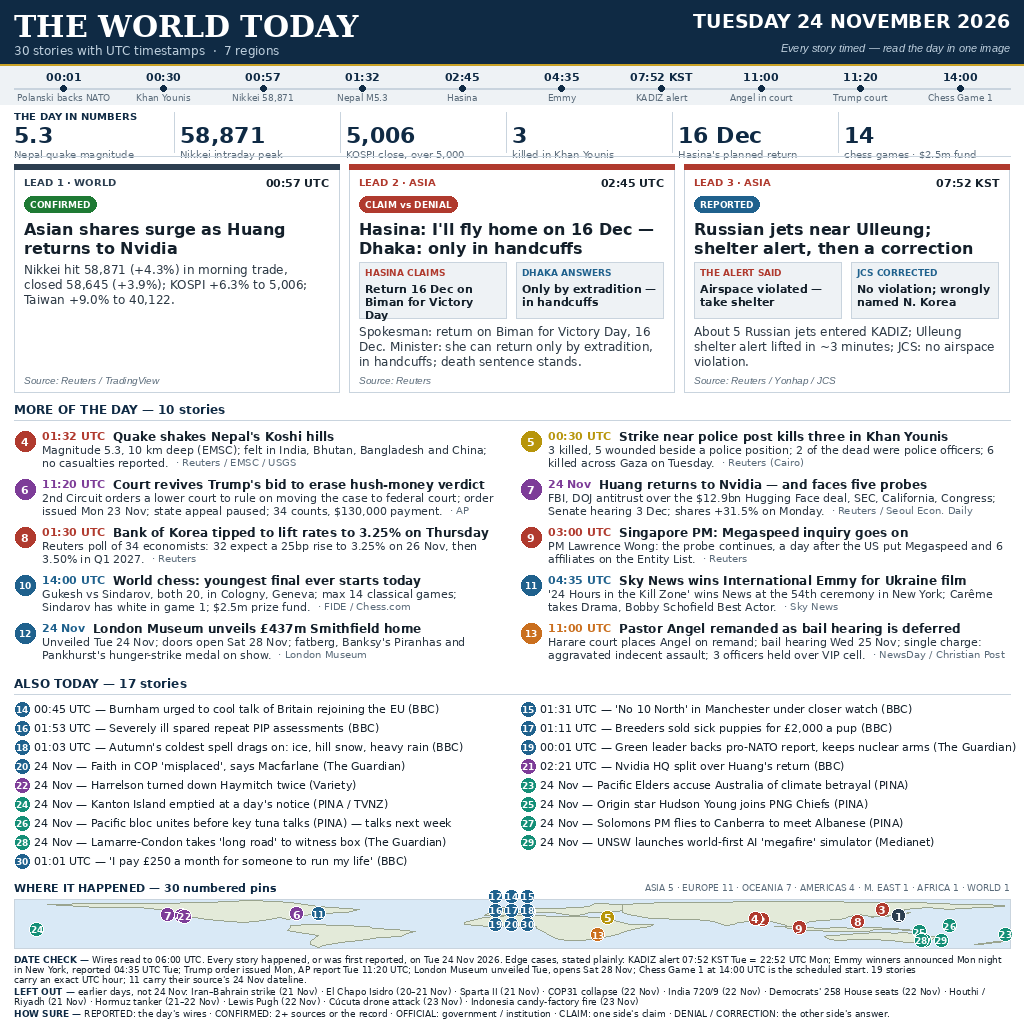 THE WORLD TODAY
30 stories with UTC timestamps · 7 regions
TUESDAY 24 NOVEMBER 2026
Every story timed — read the day in one image
00:01 00:30 00:57 01:32 02:45 04:35 07:52 KST 11:00 11:20 14:00
Polanski backs NATO Khan Younis Nikkei 58,871 Nepal M5.3 Hasina Emmy KADIZ alert Angel in court Trump court Chess Game 1
THE DAY IN NUMBERS
5.3 58,871 5,006 3 16 Dec 14
Nepal quake magnitude Nikkei intraday peak KOSPI close, over 5,000 killed in Khan Younis Hasina's planned return chess games · $2.5m fund
LEAD 1 · WORLD 00:57 UTC
CONFIRMED
Asian shares surge as Huang
returns to Nvidia
Nikkei hit 58,871 (+4.3%) in morning trade,
closed 58,645 (+3.9%); KOSPI +6.3% to 5,006;
Taiwan +9.0% to 40,122.
Source: Reuters / TradingView
LEAD 2 · ASIA 02:45 UTC
CLAIM vs DENIAL
Hasina: I'll fly home on 16 Dec —
Dhaka: only in handcuffs
HASINA CLAIMS
Return 16 Dec on
Biman for Victory
Day
DHAKA ANSWERS
Only by extradition —
in handcuffs
Spokesman: return on Biman for Victory Day, 16
Dec. Minister: she can return only by extradition,
in handcuffs; death sentence stands.
Source: Reuters
LEAD 3 · ASIA 07:52 KST
REPORTED
Russian jets near Ulleung;
shelter alert, then a correction
THE ALERT SAID
Airspace violated —
take shelter
JCS CORRECTED
No violation; wrongly
named N. Korea
About 5 Russian jets entered KADIZ; Ulleung
shelter alert lifted in ~3 minutes; JCS: no airspace
violation.
Source: Reuters / Yonhap / JCS
MORE OF THE DAY — 10 stories
4 01:32 UTC Quake shakes Nepal's Koshi hills
Magnitude 5.3, 10 km deep (EMSC); felt in India, Bhutan, Bangladesh and China;
no casualties reported. · Reuters / EMSC / USGS
5 00:30 UTC Strike near police post kills three in Khan Younis
3 killed, 5 wounded beside a police position; 2 of the dead were police officers; 6
killed across Gaza on Tuesday. · Reuters (Cairo)
6 11:20 UTC Court revives Trump's bid to erase hush-money verdict
2nd Circuit orders a lower court to rule on moving the case to federal court; order
issued Mon 23 Nov; state appeal paused; 34 counts, $130,000 payment. · AP
7 24 Nov Huang returns to Nvidia — and faces five probes
FBI, DOJ antitrust over the $12.9bn Hugging Face deal, SEC, California, Congress;
Senate hearing 3 Dec; shares +31.5% on Monday. · Reuters / Seoul Econ. Daily
8 01:30 UTC Bank of Korea tipped to lift rates to 3.25% on Thursday
Reuters poll of 34 economists: 32 expect a 25bp rise to 3.25% on 26 Nov, then
3.50% in Q1 2027. · Reuters
9 03:00 UTC Singapore PM: Megaspeed inquiry goes on
PM Lawrence Wong: the probe continues, a day after the US put Megaspeed and 6
affiliates on the Entity List. · Reuters
10 14:00 UTC World chess: youngest final ever starts today
Gukesh vs Sindarov, both 20, in Cologny, Geneva; max 14 classical games;
Sindarov has white in game 1; $2.5m prize fund. · FIDE / Chess.com
11 04:35 UTC Sky News wins International Emmy for Ukraine film
'24 Hours in the Kill Zone' wins News at the 54th ceremony in New York; Carême
takes Drama, Bobby Schofield Best Actor. · Sky News
12 24 Nov London Museum unveils £437m Smithfield home
Unveiled Tue 24 Nov; doors open Sat 28 Nov; fatberg, Banksy's Piranhas and
Pankhurst's hunger-strike medal on show. · London Museum
13 11:00 UTC Pastor Angel remanded as bail hearing is deferred
Harare court places Angel on remand; bail hearing Wed 25 Nov; single charge:
aggravated indecent assault; 3 officers held over VIP cell. · NewsDay / Christian Post
ALSO TODAY — 17 stories
14 00:45 UTC — Burnham urged to cool talk of Britain rejoining the EU (BBC)
15 01:31 UTC — 'No 10 North' in Manchester under closer watch (BBC)
16 01:53 UTC — Severely ill spared repeat PIP assessments (BBC)
17 01:11 UTC — Breeders sold sick puppies for £2,000 a pup (BBC)
18 01:03 UTC — Autumn's coldest spell drags on: ice, hill snow, heavy rain (BBC)
19 00:01 UTC — Green leader backs pro-NATO report, keeps nuclear arms (The Guardian)
20 24 Nov — Faith in COP 'misplaced', says Macfarlane (The Guardian)
21 02:21 UTC — Nvidia HQ split over Huang's return (BBC)
22 24 Nov — Harrelson turned down Haymitch twice (Variety)
23 24 Nov — Pacific Elders accuse Australia of climate betrayal (PINA)
24 24 Nov — Kanton Island emptied at a day's notice (PINA / TVNZ)
25 24 Nov — Origin star Hudson Young joins PNG Chiefs (PINA)
26 24 Nov — Pacific bloc unites before key tuna talks (PINA) — talks next week
27 24 Nov — Solomons PM flies to Canberra to meet Albanese (PINA)
28 24 Nov — Lamarre-Condon takes 'long road' to witness box (The Guardian)
29 24 Nov — UNSW launches world-first AI 'megafire' simulator (Medianet)
30 01:01 UTC — 'I pay £250 a month for someone to run my life' (BBC)
WHERE IT HAPPENED — 30 numbered pins
ASIA 5 · EUROPE 11 · OCEANIA 7 · AMERICAS 4 · M. EAST 1 · AFRICA 1 · WORLD 1
12 14 15
7 22 6 11 16 17 18 5 4 3 1
24 19 20 30 13 9 8 25 26 23
28 29
DATE CHECK — Wires read to 06:00 UTC. Every story happened, or was first reported, on Tue 24 Nov 2026. Edge cases, stated plainly: KADIZ alert 07:52 KST Tue = 22:52 UTC Mon; Emmy winners announced Mon night
in New York, reported 04:35 UTC Tue; Trump order issued Mon, AP report Tue 11:20 UTC; London Museum unveiled Tue, opens Sat 28 Nov; Chess Game 1 at 14:00 UTC is the scheduled start. 19 stories
carry an exact UTC hour; 11 carry their source's 24 Nov dateline.
LEFT OUT — earlier days, not 24 Nov: Iran–Bahrain strike (21 Nov) · El Chapo Isidro (20–21 Nov) · Sparta II (21 Nov) · COP31 collapse (22 Nov) · India 720/9 (22 Nov) · Democrats' 258 House seats (22 Nov) · Houthi /
Riyadh (21 Nov) · Hormuz tanker (21–22 Nov) · Lewis Pugh (22 Nov) · Cúcuta drone attack (23 Nov) · Indonesia candy-factory fire (23 Nov)
HOW SURE — REPORTED: the day's wires · CONFIRMED: 2+ sources or the record · OFFICIAL: government / institution · CLAIM: one side's claim · DENIAL / CORRECTION: the other side's answer.